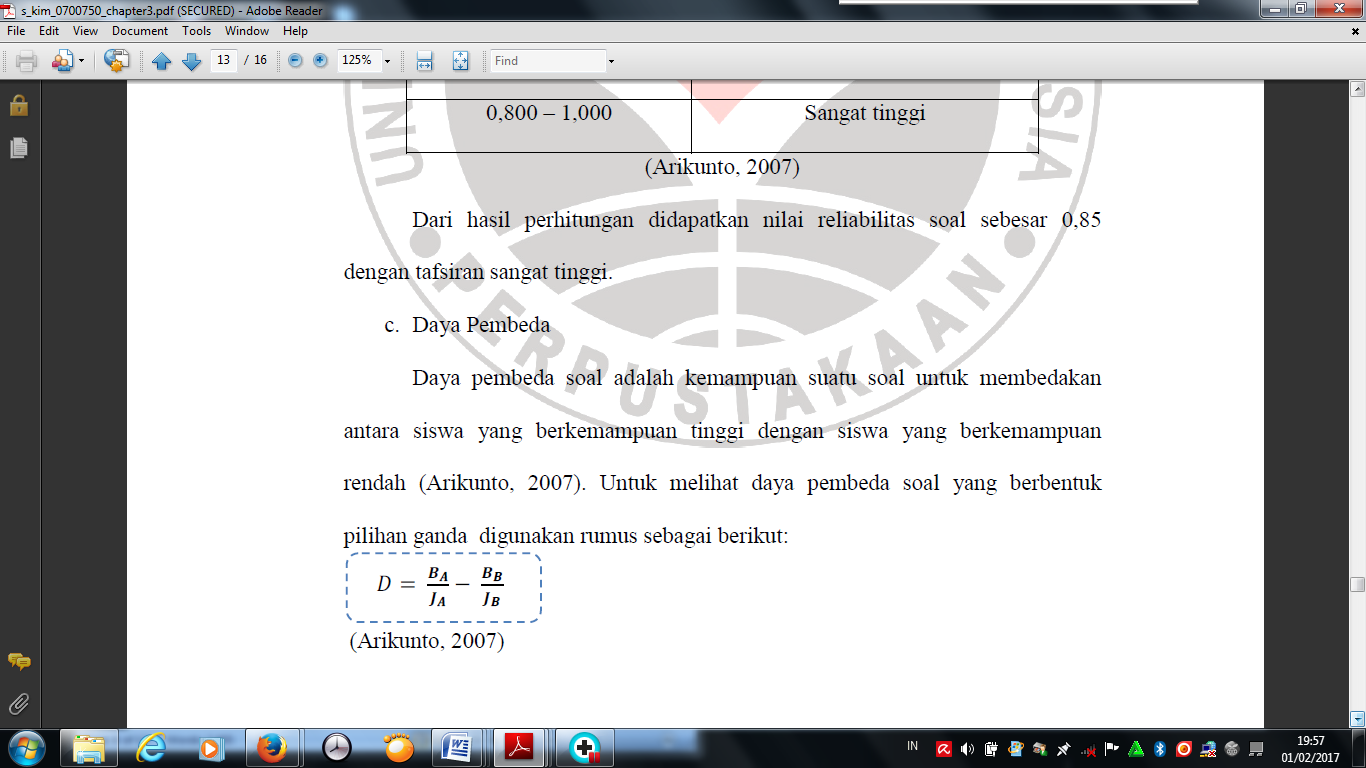 s_kim_0700750_chapter3.pdf (SECURED) - Adobe Reader
File Edit View Document Tools Window Help
13 / 16 125% Find
0,800 – 1,000 Sangat tinggi
(Arikunto, 2007)
Dari hasil perhitungan didapatkan nilai reliabilitas soal sebesar 0,85
dengan tafsiran sangat tinggi.
c. Daya Pembeda
Daya pembeda soal adalah kemampuan suatu soal untuk membedakan
antara siswa yang berkemampuan tinggi dengan siswa yang berkemampuan
rendah (Arikunto, 2007). Untuk melihat daya pembeda soal yang berbentuk
pilihan ganda digunakan rumus sebagai berikut:
D = B_A/J_A − B_B/J_B
(Arikunto, 2007)
UNI
SIA
PERPUSTAKAAN
IN
19:57
01/02/2017